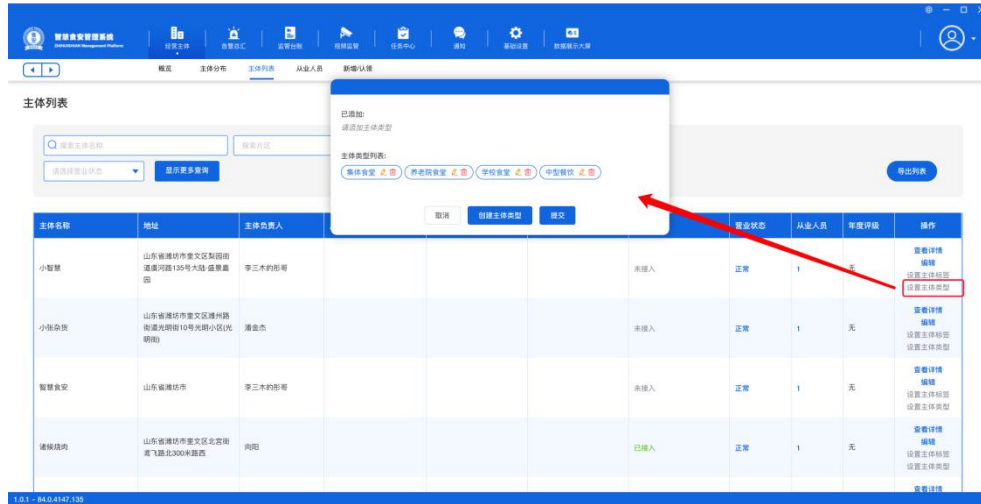 智慧食安管理系统
ZHIHUISHIAN Management Platform
经营主体
食慧总汇
监管台账
视频监管
任务中心
通知
基础设置
数据展示大屏
概览 主体分布 主体列表 从业人员 新增/认领
主体列表
搜索主体名称
搜索片区
请选择营业状态
显示更多查询
导出列表
已添加:
请添加主体类型
主体类型列表:
集体食堂 养老院食堂 学校食堂 中型餐饮
取消 创建主体类型 提交
主体名称 地址 主体负责人 营业状态 从业人员 年度评级 操作
小智慧
山东省潍坊市奎文区梨园街
道虞河路135号大陆·盛景嘉
园
李三木的形哥
未接入
正常
1
无
查看详情
编辑
设置主体标签
设置主体类型
小张杂货
山东省潍坊市奎文区潍州路
街道光明街10号光明小区(光
明街)
潘金杰
未接入
正常
1
无
查看详情
编辑
设置主体标签
设置主体类型
智慧食安
山东省潍坊市
李三木的形哥
未接入
正常
1
无
查看详情
编辑
设置主体标签
设置主体类型
诸候烧肉
山东省潍坊市奎文区北宫街
鸢飞路北300米路西
向阳
已接入
正常
1
无
查看详情
编辑
设置主体标签
设置主体类型
查看详情
1.0.1 - 84.0.4147.135